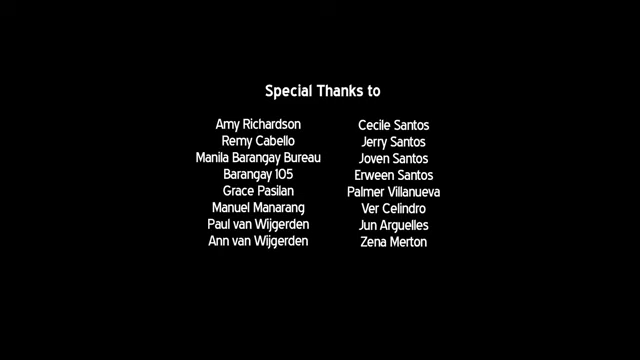 Special Thanks to
Amy Richardson
Remy Cabello
Manila Barangay Bureau
Barangay 105
Grace Pasilan
Manuel Manarang
Paul van Wijgerden
Ann van Wijgerden
Cecile Santos
Jerry Santos
Joven Santos
Erween Santos
Palmer Villanueva
Ver Celindro
Jun Arguelles
Zena Merton